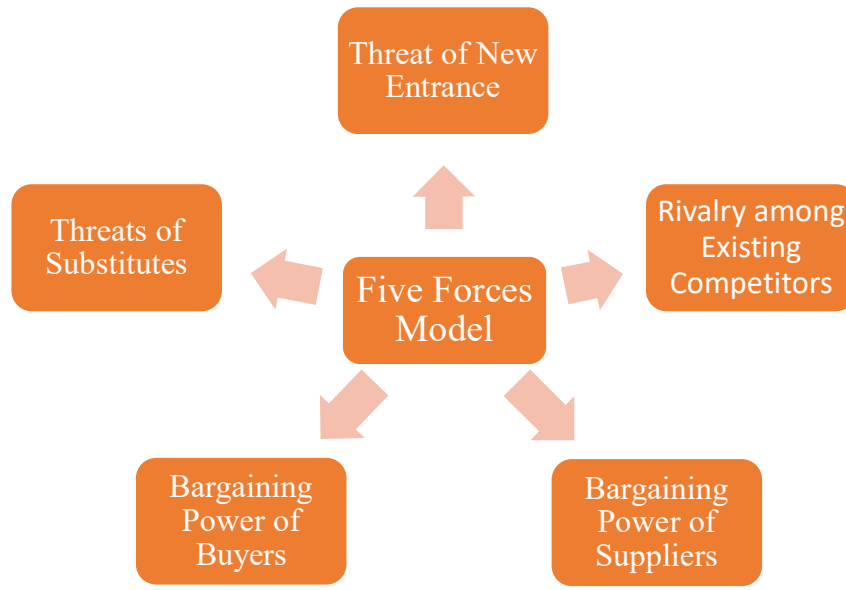 Threat of New
Entrance
Threats of
Substitutes
Rivalry among
Existing
Competitors
Five Forces
Model
Bargaining
Power of
Buyers
Bargaining
Power of
Suppliers